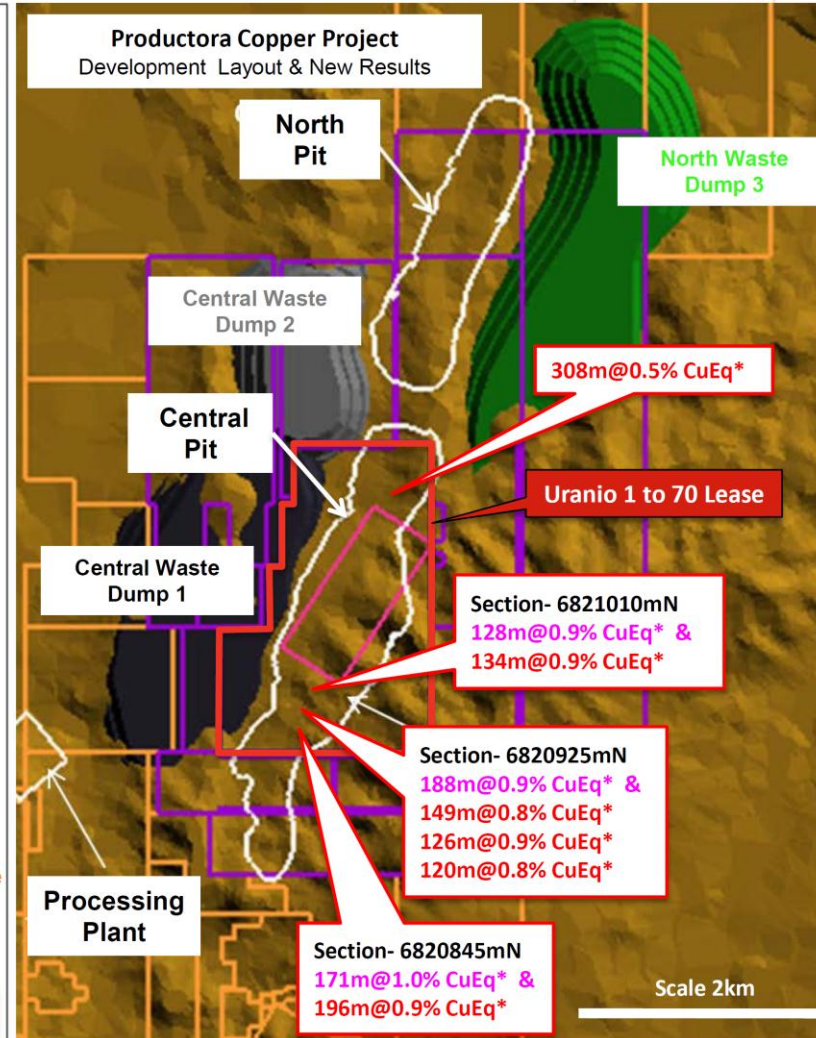 Productora Copper Project
Development Layout & New Results
North
Pit
North Waste
Dump 3
Central Waste
Dump 2
308m@0.5% CuEq*
Central
Pit
Uranio 1 to 70 Lease
Central Waste
Dump 1
Section- 6821010mN
128m@0.9% CuEq* &
134m@0.9% CuEq*
Section- 6820925mN
188m@0.9% CuEq* &
149m@0.8% CuEq*
126m@0.9% CuEq*
120m@0.8% CuEq*
Processing
Plant
Section- 6820845mN
171m@1.0% CuEq* &
196m@0.9% CuEq*
Scale 2km